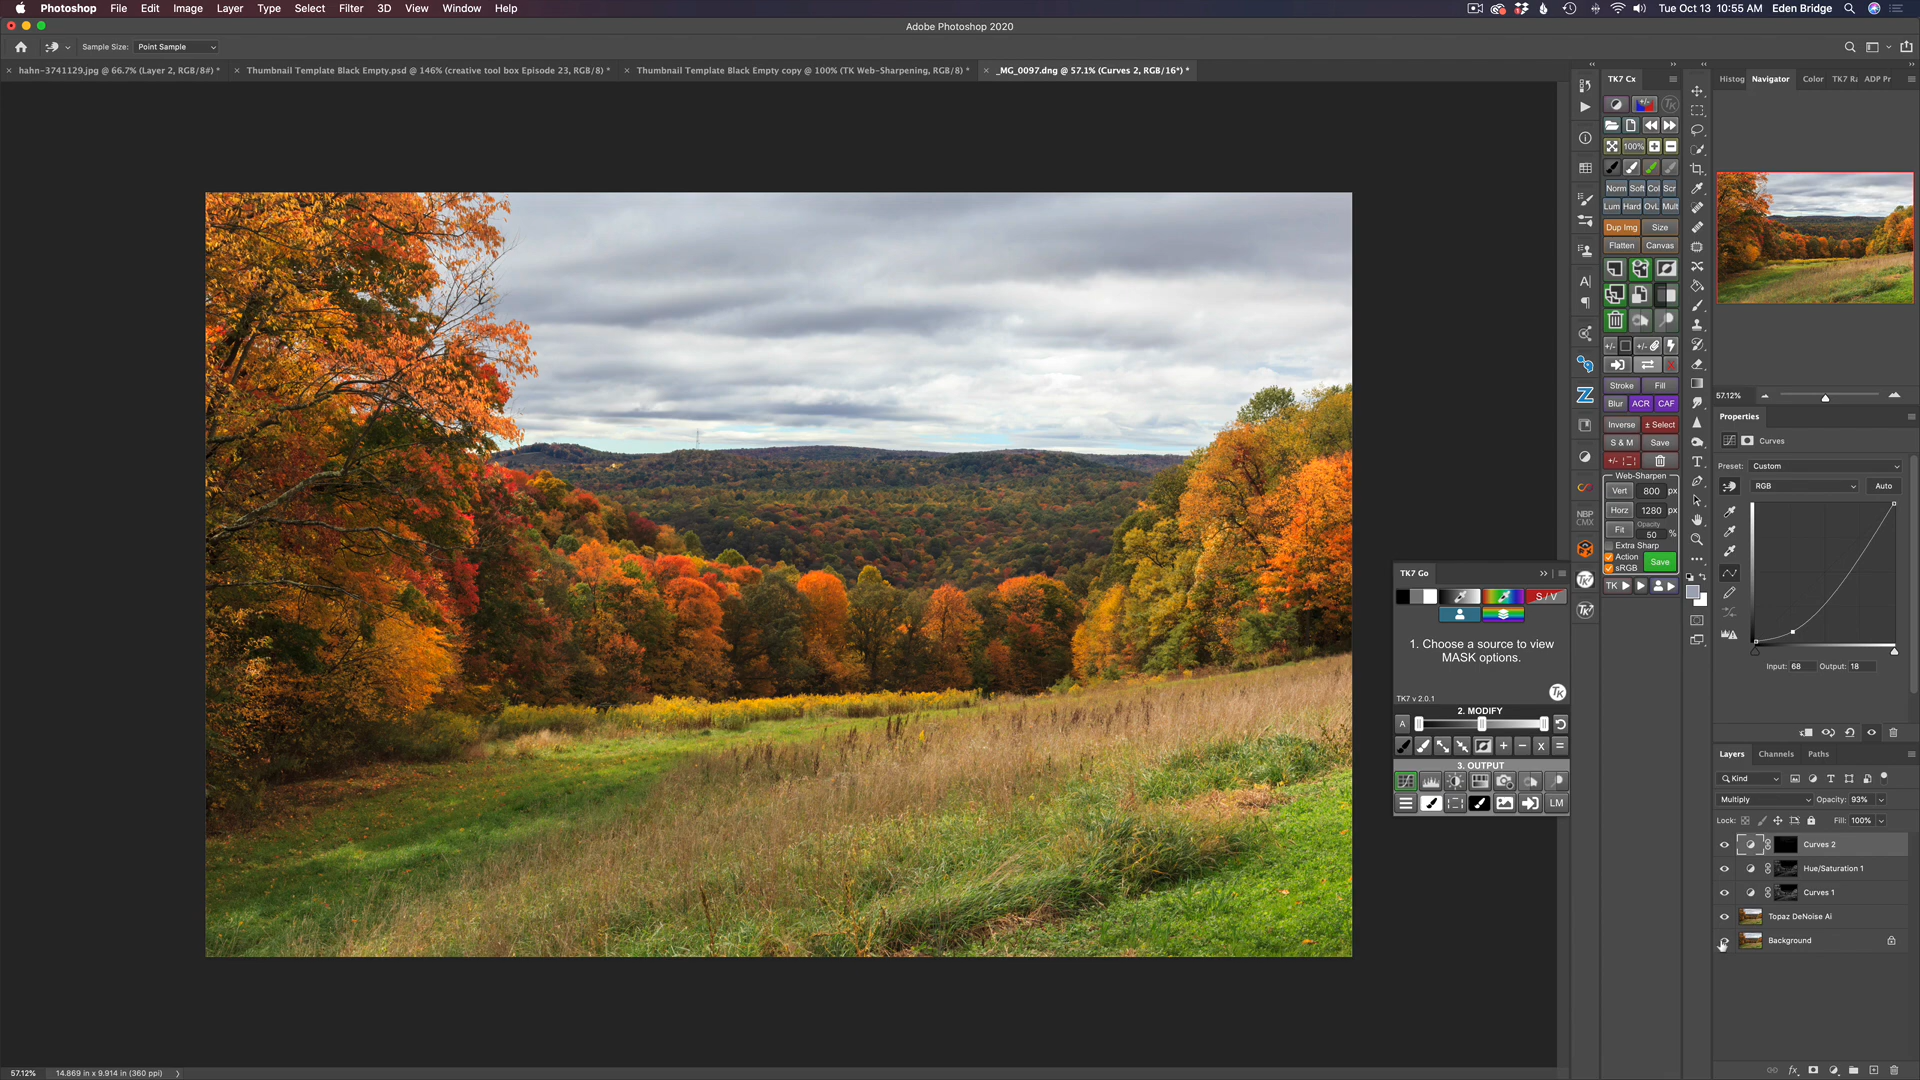 Photoshop File Edit Image Layer Type Select Filter 3D View Window Help
Tue Oct 13 10:55 AM Eden Bridge
Adobe Photoshop 2020
Sample Size: Point Sample
hahn-3741129.jpg @ 66.7% (Layer 2, RGB/8#) *
Thumbnail Template Black Empty.psd @ 146% (creative tool box Episode 23, RGB/8) *
Thumbnail Template Black Empty copy @ 100% (TK Web-Sharpening, RGB/8) *
_MG_0097.dng @ 57.1% (Curves 2, RGB/16*) *
TK7 Cx
100%
Norm Soft Col Scr
Lum Hard OvL Mult
Dup Img Size
Flatten Canvas
Stroke Fill
Blur ACR CAF
Inverse ± Select
S & M Save
Web-Sharpen
Vert 800 px
Horz 1280 px
Fit Opacity 50 %
Extra Sharp
Action
sRGB
Save
TK
NBP
CMX
Histog Navigator Color TK7 Ra ADP Pr
57.12%
Properties
Curves
Preset: Custom
RGB Auto
Input: 68 Output: 18
TK7 Go
S / V
1. Choose a source to view
MASK options.
TK7 v 2.0.1
2. MODIFY
A
3. OUTPUT
LM
Layers Channels Paths
Kind
Multiply Opacity: 93%
Lock: Fill: 100%
Curves 2
Hue/Saturation 1
Curves 1
Topaz DeNoise Ai
Background
57.12% 14.869 in x 9.914 in (360 ppi)